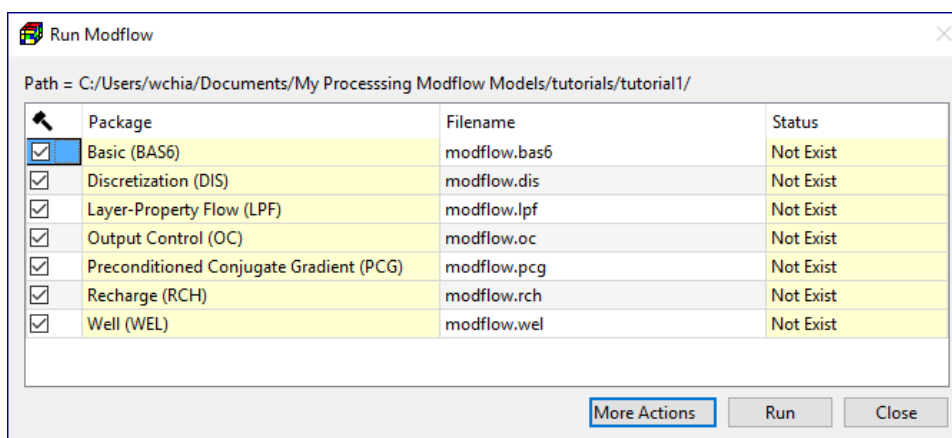 Run Modflow
Path = C:/Users/wchia/Documents/My Processsing Modflow Models/tutorials/tutorial1/
Package Filename Status
Basic (BAS6) modflow.bas6 Not Exist
Discretization (DIS) modflow.dis Not Exist
Layer-Property Flow (LPF) modflow.lpf Not Exist
Output Control (OC) modflow.oc Not Exist
Preconditioned Conjugate Gradient (PCG) modflow.pcg Not Exist
Recharge (RCH) modflow.rch Not Exist
Well (WEL) modflow.wel Not Exist
More Actions Run Close